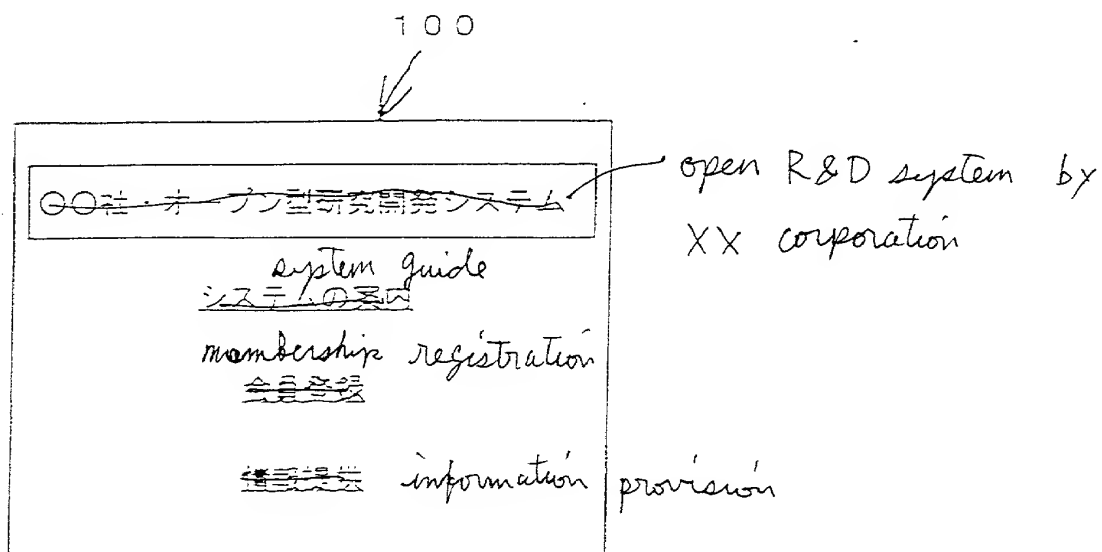 100
○○社・オープン型研究開発システム
open R&D system by
XX corporation
system guide
システムの案内
membership registration
会員登録
情報提供 information provision